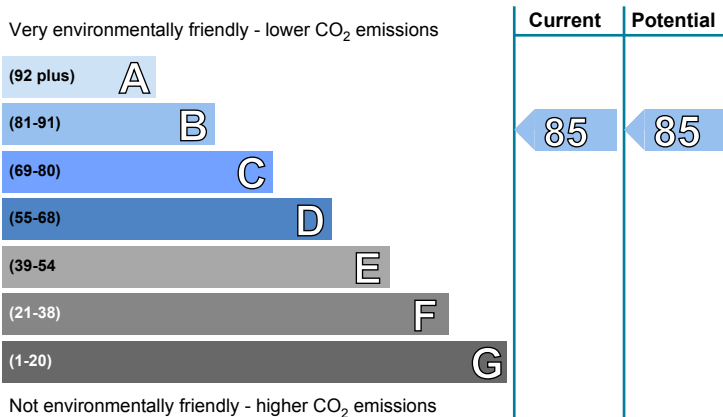 Very environmentally friendly - lower CO₂ emissions
Current
Potential
(92 plus) A
(81-91) B
85
85
(69-80) C
(55-68) D
(39-54 E
(21-38) F
(1-20) G
Not environmentally friendly - higher CO₂ emissions